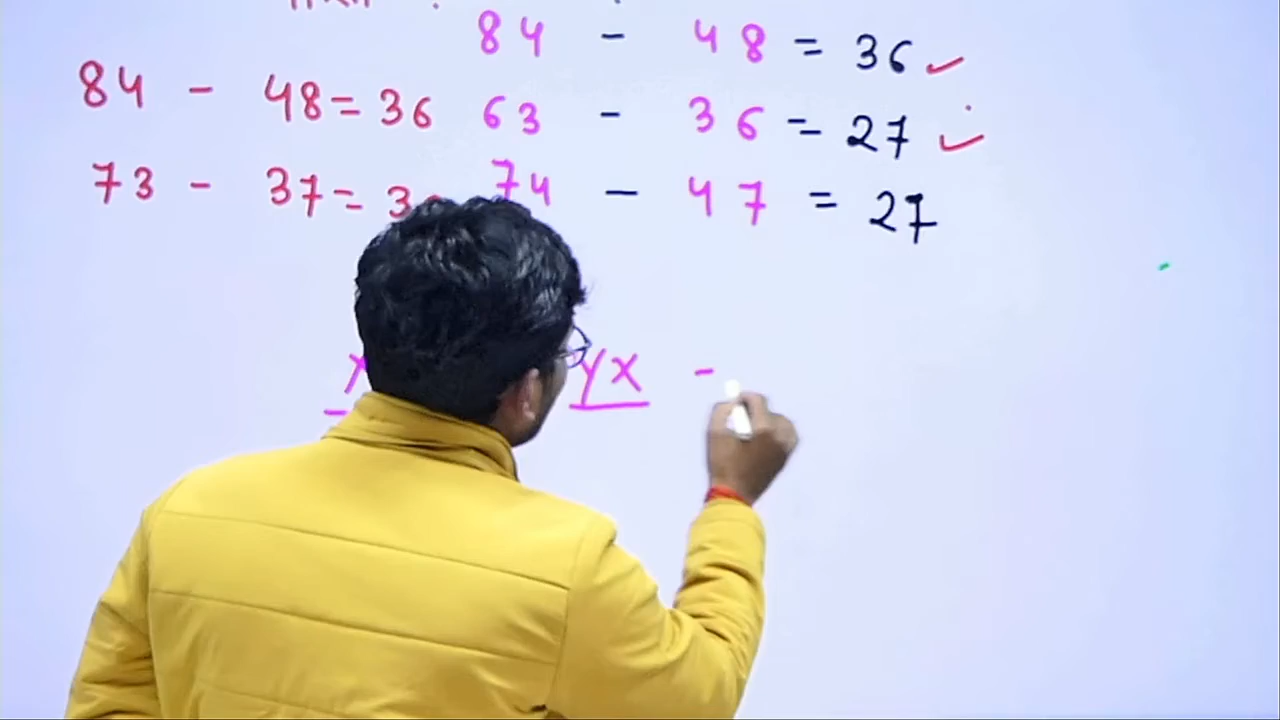 84 - 48 = 36 ✓
84 - 48 = 36
63 - 36 = 27 ✓
73 - 37 = 3
74 - 47 = 27
x yx -